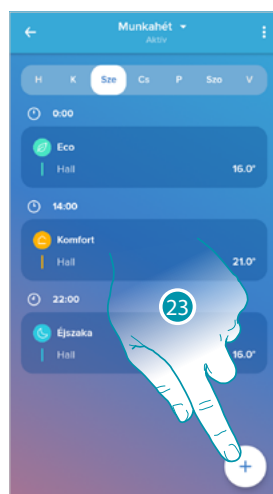 Munkahét
Aktív
H K Sze Cs P Szo V
0:00
Eco
Hall 16.0°
14:00
Komfort
Hall 21.0°
22:00
23
Éjszaka
Hall 16.0°
+